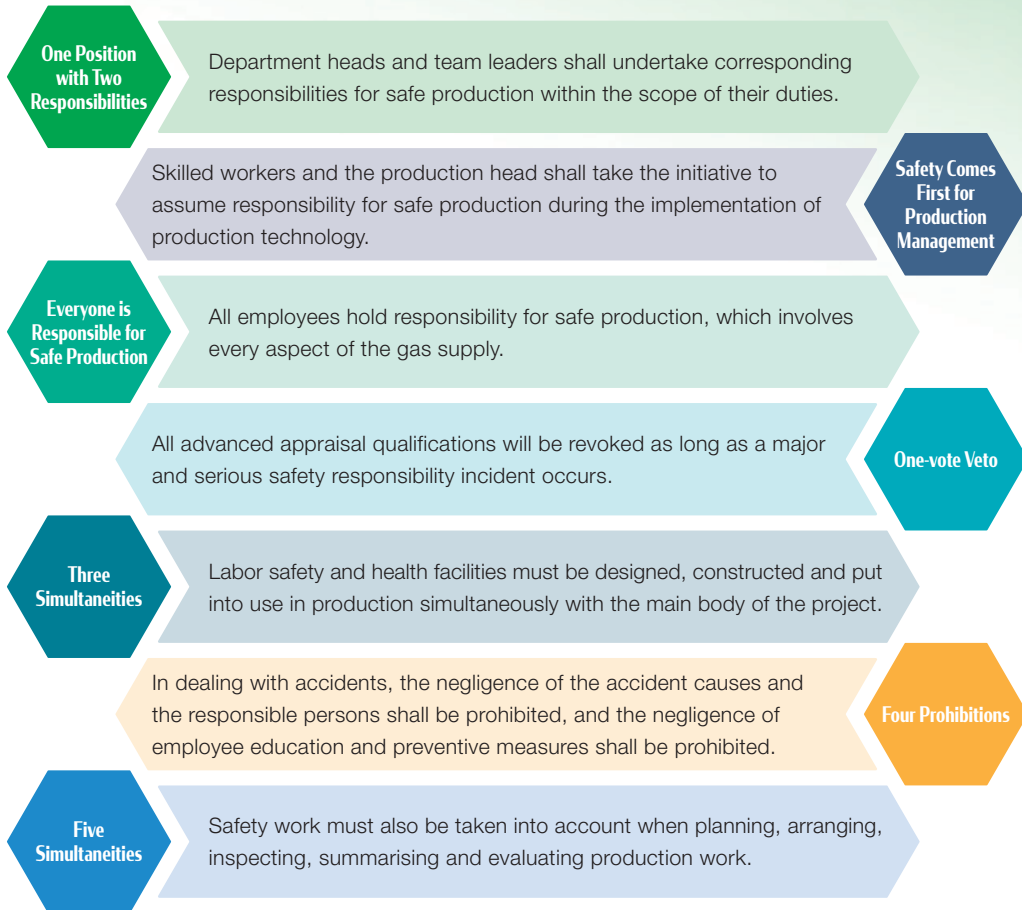 One Position
with Two
Responsibilities
Department heads and team leaders shall undertake corresponding
responsibilities for safe production within the scope of their duties.
Skilled workers and the production head shall take the initiative to
assume responsibility for safe production during the implementation of
production technology.
Safety Comes
First for
Production
Management
Everyone is
Responsible for
Safe Production
All employees hold responsibility for safe production, which involves
every aspect of the gas supply.
All advanced appraisal qualifications will be revoked as long as a major
and serious safety responsibility incident occurs.
One-vote Veto
Three
Simultaneities
Labor safety and health facilities must be designed, constructed and put
into use in production simultaneously with the main body of the project.
In dealing with accidents, the negligence of the accident causes and
the responsible persons shall be prohibited, and the negligence of
employee education and preventive measures shall be prohibited.
Four Prohibitions
Five
Simultaneities
Safety work must also be taken into account when planning, arranging,
inspecting, summarising and evaluating production work.